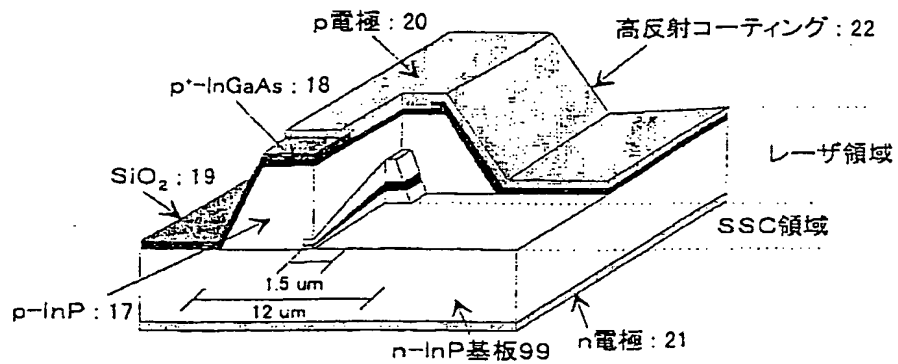 p電極：20
高反射コーティング：22
p⁺-InGaAs：18
レーザ領域
SiO₂：19
SSC領域
1.5 um
p-InP：17
12 um
n電極：21
n-InP基板99